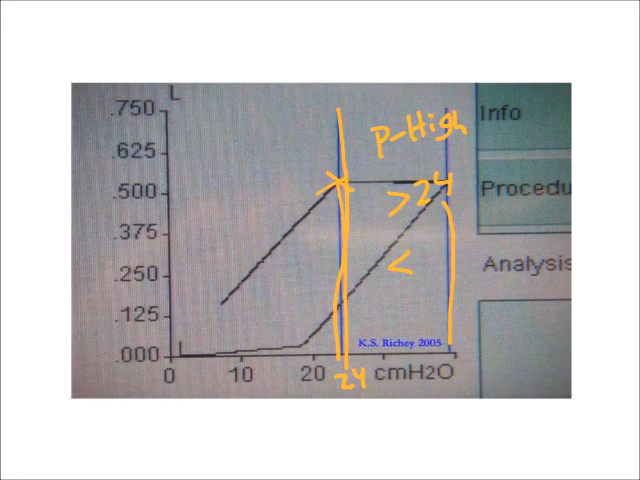 L
.750
.625
.500
.375
.250
.125
.000
0 10 20 cmH2O
P-High
>24
<
24
K.S. Richey 2005
Info
Procedu
Analysis